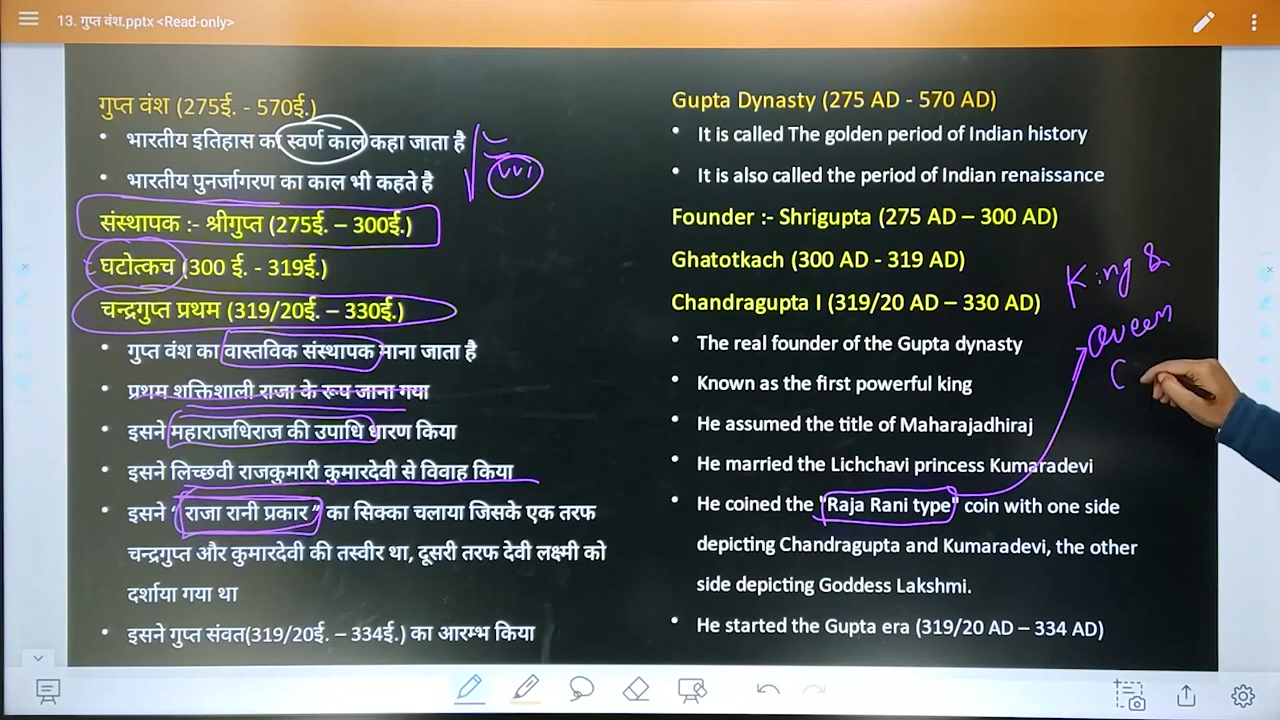 13. गुप्त वंश.pptx <Read-only>
गुप्त वंश (275ई. - 570ई.)
• भारतीय इतिहास का स्वर्ण काल कहा जाता है
• भारतीय पुनर्जागरण का काल भी कहते है
संस्थापक :- श्रीगुप्त (275ई. – 300ई.)
घटोत्कच (300 ई. - 319ई.)
चन्द्रगुप्त प्रथम (319/20ई. – 330ई.)
• गुप्त वंश का वास्तविक संस्थापक माना जाता है
• प्रथम शक्तिशाली राजा के रूप जाना गया
• इसने महाराजधिराज की उपाधि धारण किया
• इसने लिच्छवी राजकुमारी कुमारदेवी से विवाह किया
• इसने " राजा रानी प्रकार " का सिक्का चलाया जिसके एक तरफ
चन्द्रगुप्त और कुमारदेवी की तस्वीर था, दूसरी तरफ देवी लक्ष्मी को
दर्शाया गया था
• इसने गुप्त संवत(319/20ई. – 334ई.) का आरम्भ किया
Gupta Dynasty (275 AD - 570 AD)
• It is called The golden period of Indian history
• It is also called the period of Indian renaissance
Founder :- Shrigupta (275 AD – 300 AD)
Ghatotkach (300 AD - 319 AD)
Chandragupta I (319/20 AD – 330 AD)
• The real founder of the Gupta dynasty
• Known as the first powerful king
• He assumed the title of Maharajadhiraj
• He married the Lichchavi princess Kumaradevi
• He coined the "Raja Rani type" coin with one side
depicting Chandragupta and Kumaradevi, the other
side depicting Goddess Lakshmi.
• He started the Gupta era (319/20 AD – 334 AD)
King &
Queen
(